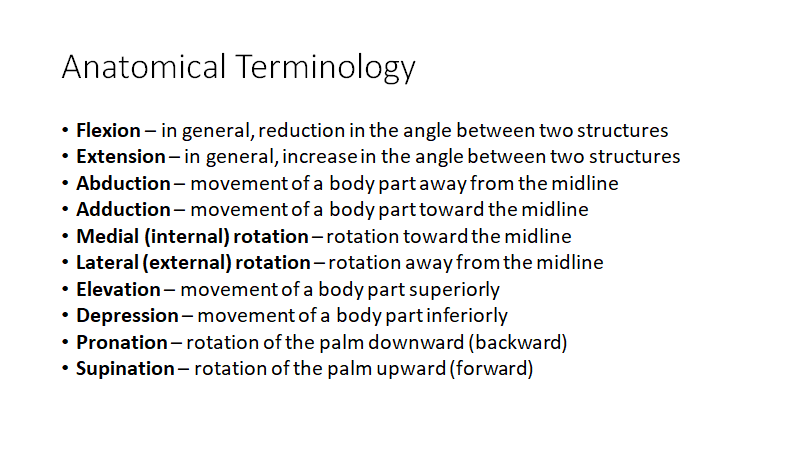 Anatomical Terminology
• Flexion – in general, reduction in the angle between two structures
• Extension – in general, increase in the angle between two structures
• Abduction – movement of a body part away from the midline
• Adduction – movement of a body part toward the midline
• Medial (internal) rotation – rotation toward the midline
• Lateral (external) rotation – rotation away from the midline
• Elevation – movement of a body part superiorly
• Depression – movement of a body part inferiorly
• Pronation – rotation of the palm downward (backward)
• Supination – rotation of the palm upward (forward)